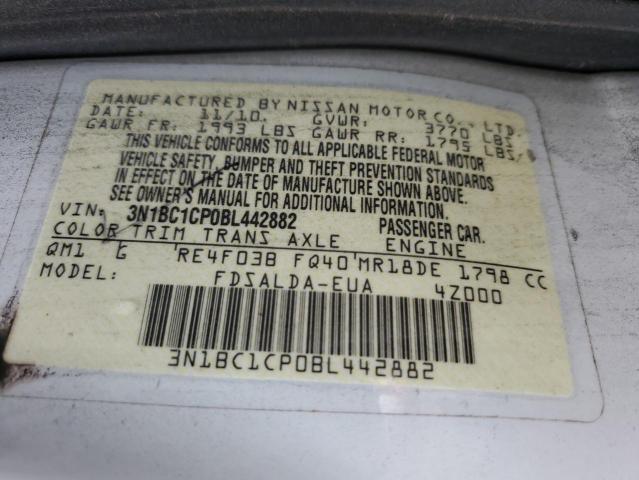 MANUFACTURED BY NISSAN MOTOR CO., LTD.
DATE: 11/10. GVWR: 3770 LBS
GAWR FR: 1993 LBS GAWR RR: 1795 LBS
THIS VEHICLE CONFORMS TO ALL APPLICABLE FEDERAL MOTOR
VEHICLE SAFETY, BUMPER AND THEFT PREVENTION STANDARDS
IN EFFECT ON THE DATE OF MANUFACTURE SHOWN ABOVE.
SEE OWNER'S MANUAL FOR ADDITIONAL INFORMATION.
VIN: 3N1BC1CP0BL442882 PASSENGER CAR.
COLOR TRIM TRANS AXLE ENGINE
QM1 G RE4F03B FQ40 MR18DE 1798 CC
MODEL: FDSALDA-EUA 4Z000
3N1BC1CP0BL442882